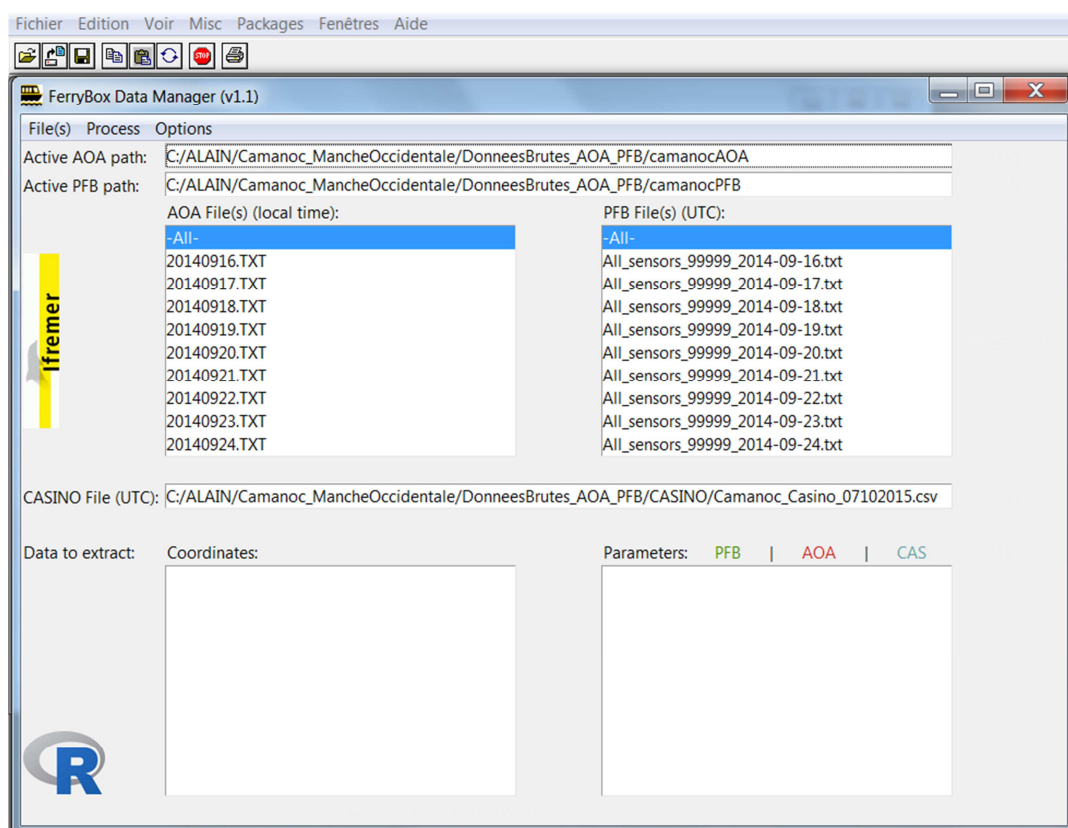 Fichier Edition Voir Misc Packages Fenêtres Aide
STOP
FerryBox Data Manager (v1.1)
File(s) Process Options
Active AOA path: C:/ALAIN/Camanoc_MancheOccidentale/DonneesBrutes_AOA_PFB/camanocAOA
Active PFB path: C:/ALAIN/Camanoc_MancheOccidentale/DonneesBrutes_AOA_PFB/camanocPFB
AOA File(s) (local time): PFB File(s) (UTC):
-All- -All-
20140916.TXT All_sensors_99999_2014-09-16.txt
20140917.TXT All_sensors_99999_2014-09-17.txt
20140918.TXT All_sensors_99999_2014-09-18.txt
20140919.TXT All_sensors_99999_2014-09-19.txt
20140920.TXT All_sensors_99999_2014-09-20.txt
20140921.TXT All_sensors_99999_2014-09-21.txt
20140922.TXT All_sensors_99999_2014-09-22.txt
20140923.TXT All_sensors_99999_2014-09-23.txt
20140924.TXT All_sensors_99999_2014-09-24.txt
Ifremer
CASINO File (UTC): C:/ALAIN/Camanoc_MancheOccidentale/DonneesBrutes_AOA_PFB/CASINO/Camanoc_Casino_07102015.csv
Data to extract: Coordinates: Parameters: PFB | AOA | CAS
R